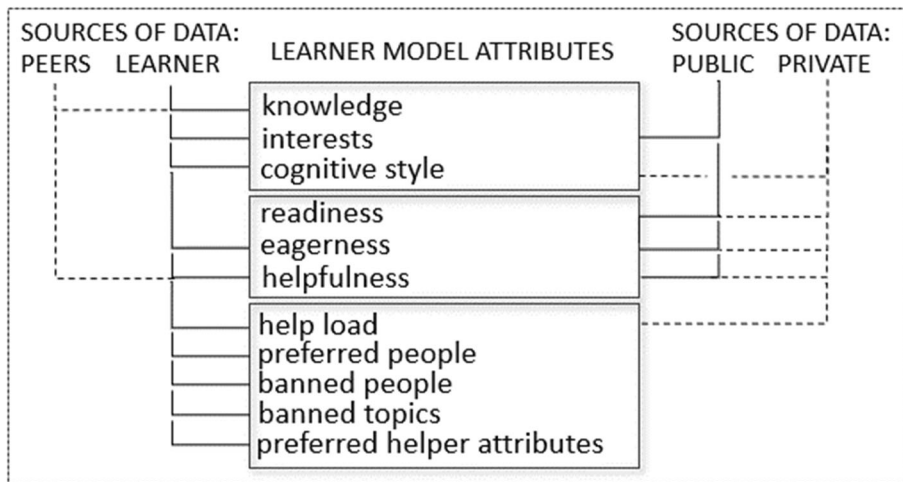 SOURCES OF DATA:
PEERS LEARNER
LEARNER MODEL ATTRIBUTES
SOURCES OF DATA:
PUBLIC PRIVATE
knowledge
interests
cognitive style
readiness
eagerness
helpfulness
help load
preferred people
banned people
banned topics
preferred helper attributes